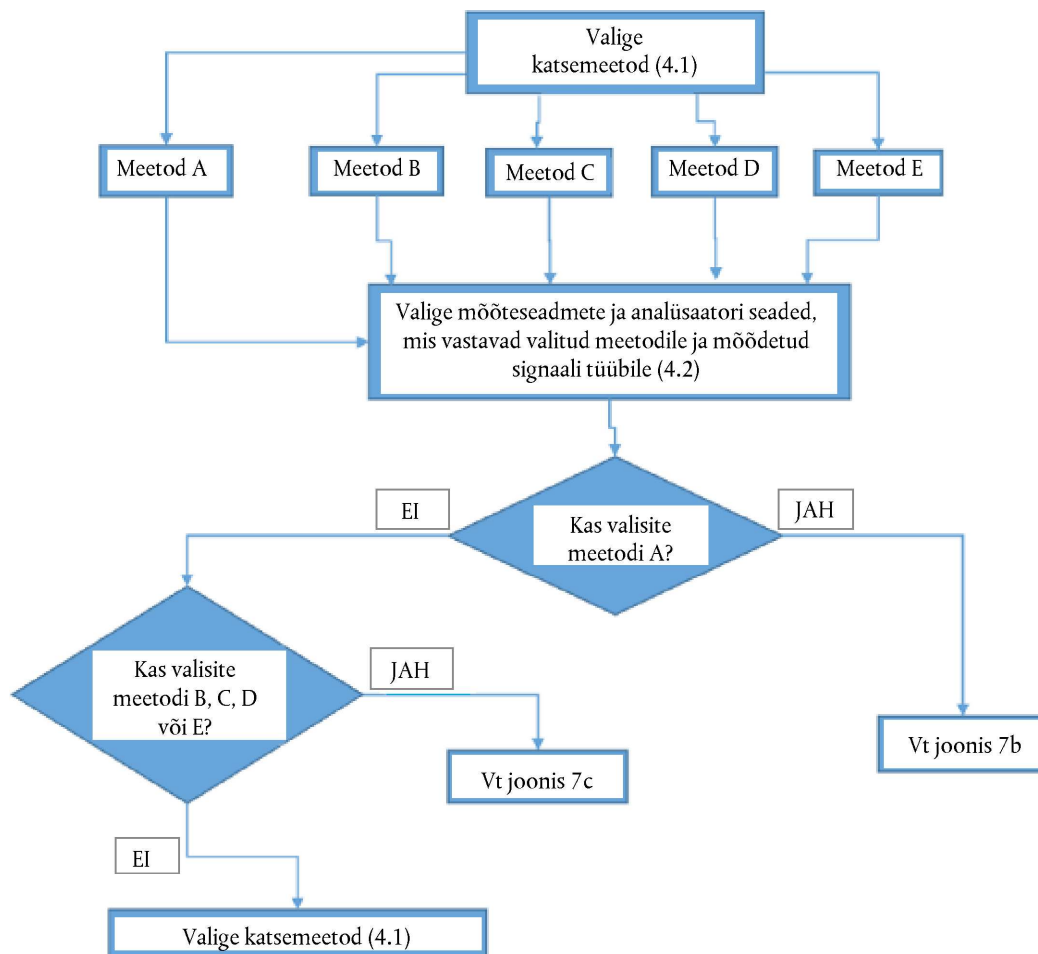 Valige
katsemeetod (4.1)
Meetod A
Meetod B
Meetod C
Meetod D
Meetod E
Valige mõõteseadmete ja analüsaatori seaded,
mis vastavad valitud meetodile ja mõõdetud
signaali tüübile (4.2)
EI
JAH
Kas valisite
meetodi A?
Kas valisite
meetodi B, C, D
või E?
JAH
Vt joonis 7b
Vt joonis 7c
EI
Valige katsemeetod (4.1)